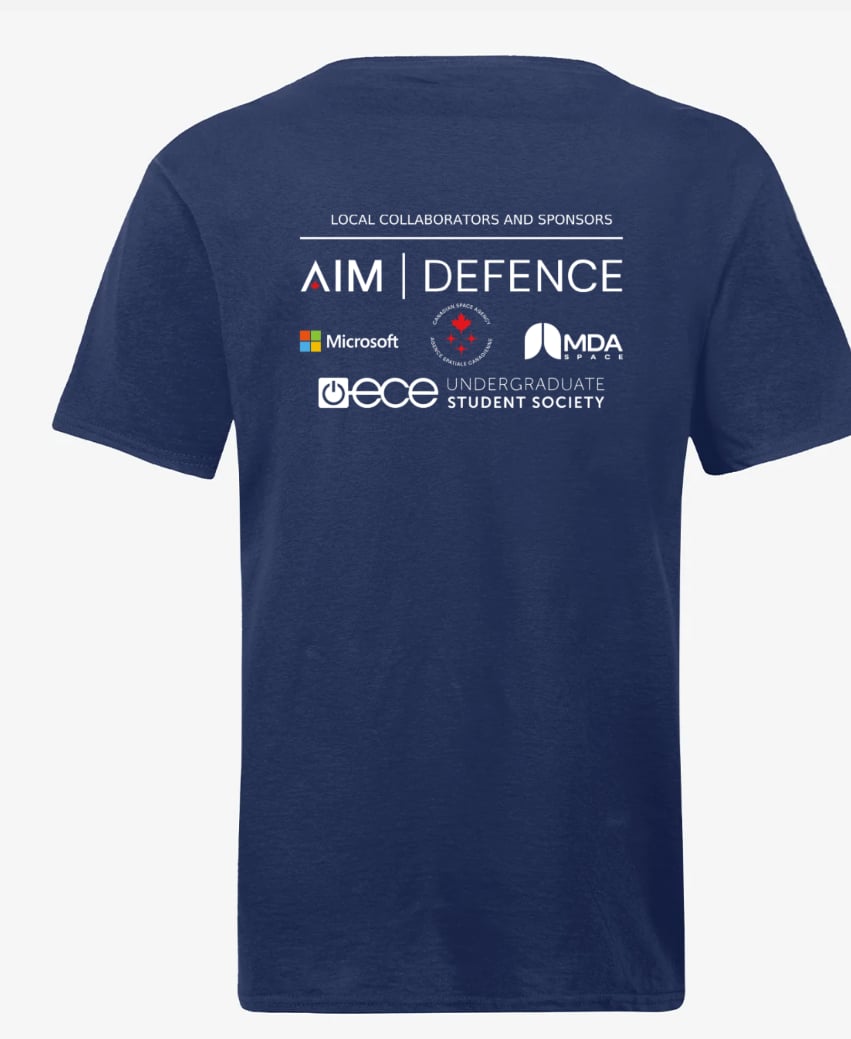 LOCAL COLLABORATORS AND SPONSORS
AIM | DEFENCE
CANADIAN SPACE AGENCY
AGENCE SPATIALE CANADIENNE
Microsoft
MDA
SPACE
ece UNDERGRADUATE
STUDENT SOCIETY